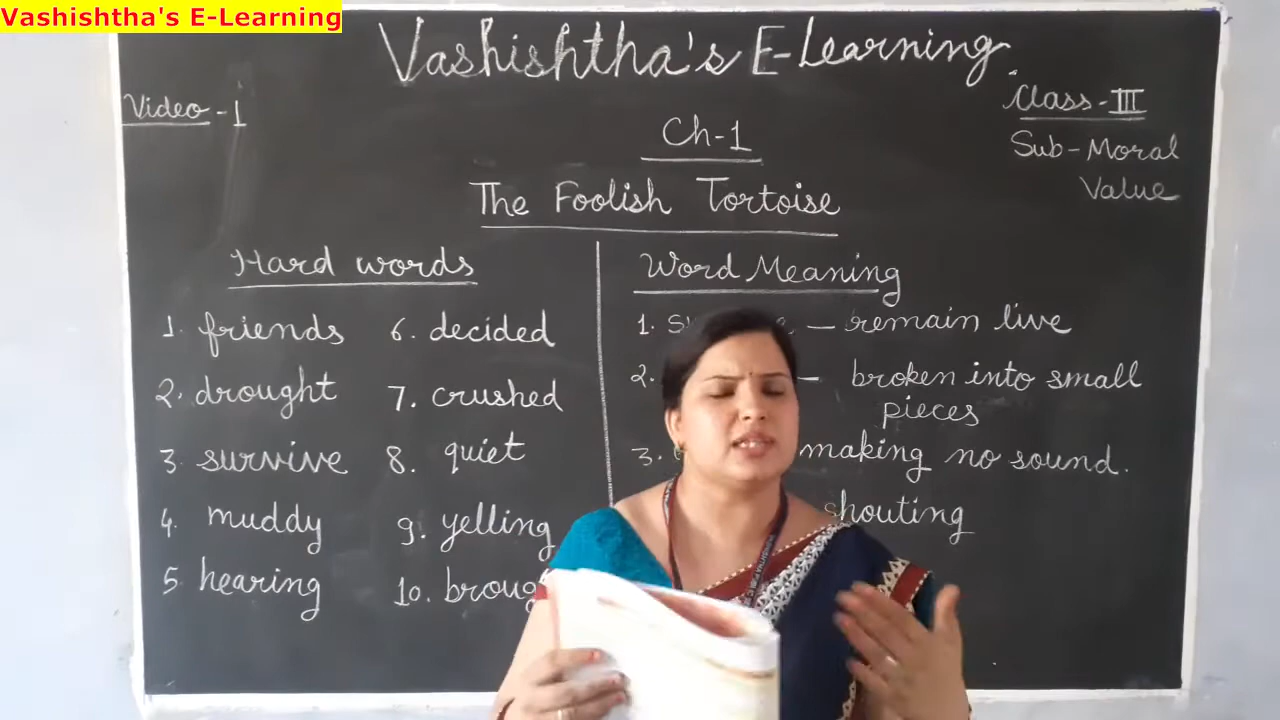 Vashishtha's E-Learning
Vashishtha's E-Learning
Video - 1
Class - III
Sub - Moral
Value
Ch-1
The Foolish Tortoise
Hard words
1. friends
2. drought
3. survive
4. muddy
5 hearing
6. decided
7. crushed
8. quiet
9. yelling
10. broug
Word Meaning
1. — remain live
2. — broken into small
pieces
3. making no sound.
shouting